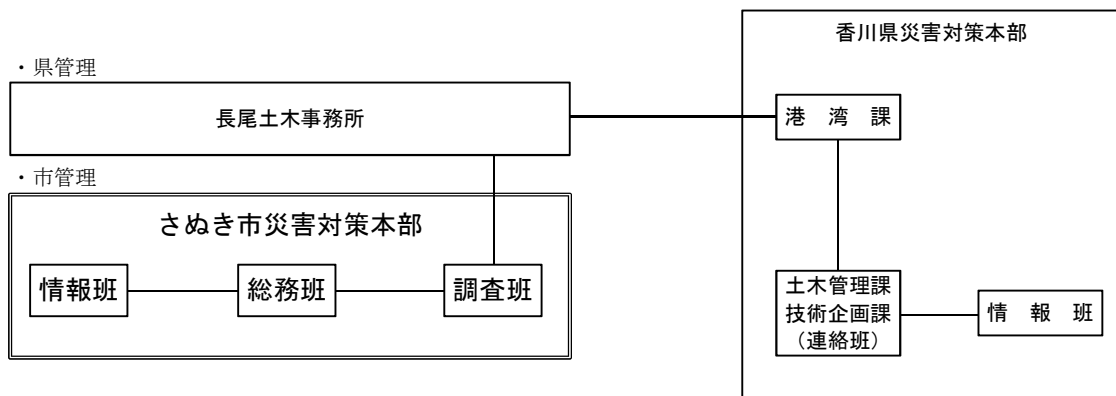 香川県災害対策本部
・県管理
長尾土木事務所
港　湾　課
・市管理
さぬき市災害対策本部
情報班
総務班
調査班
土木管理課
技術企画課
（連絡班）
情　報　班